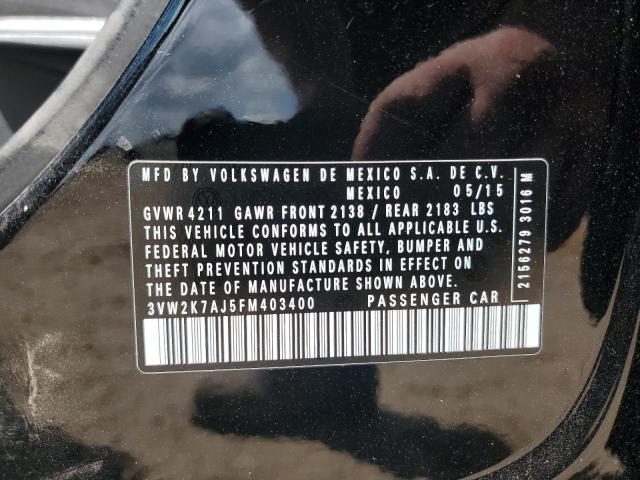 MFD BY VOLKSWAGEN DE MEXICO S.A. DE C.V.
MEXICO 05/15
GVWR 4211 GAWR FRONT 2138 / REAR 2183 LBS
THIS VEHICLE CONFORMS TO ALL APPLICABLE U.S.
FEDERAL MOTOR VEHICLE SAFETY, BUMPER AND
THEFT PREVENTION STANDARDS IN EFFECT ON
THE DATE OF MANUFACTURE SHOWN ABOVE.
3VW2K7AJ5FM403400 PASSENGER CAR
2156279 3016 M